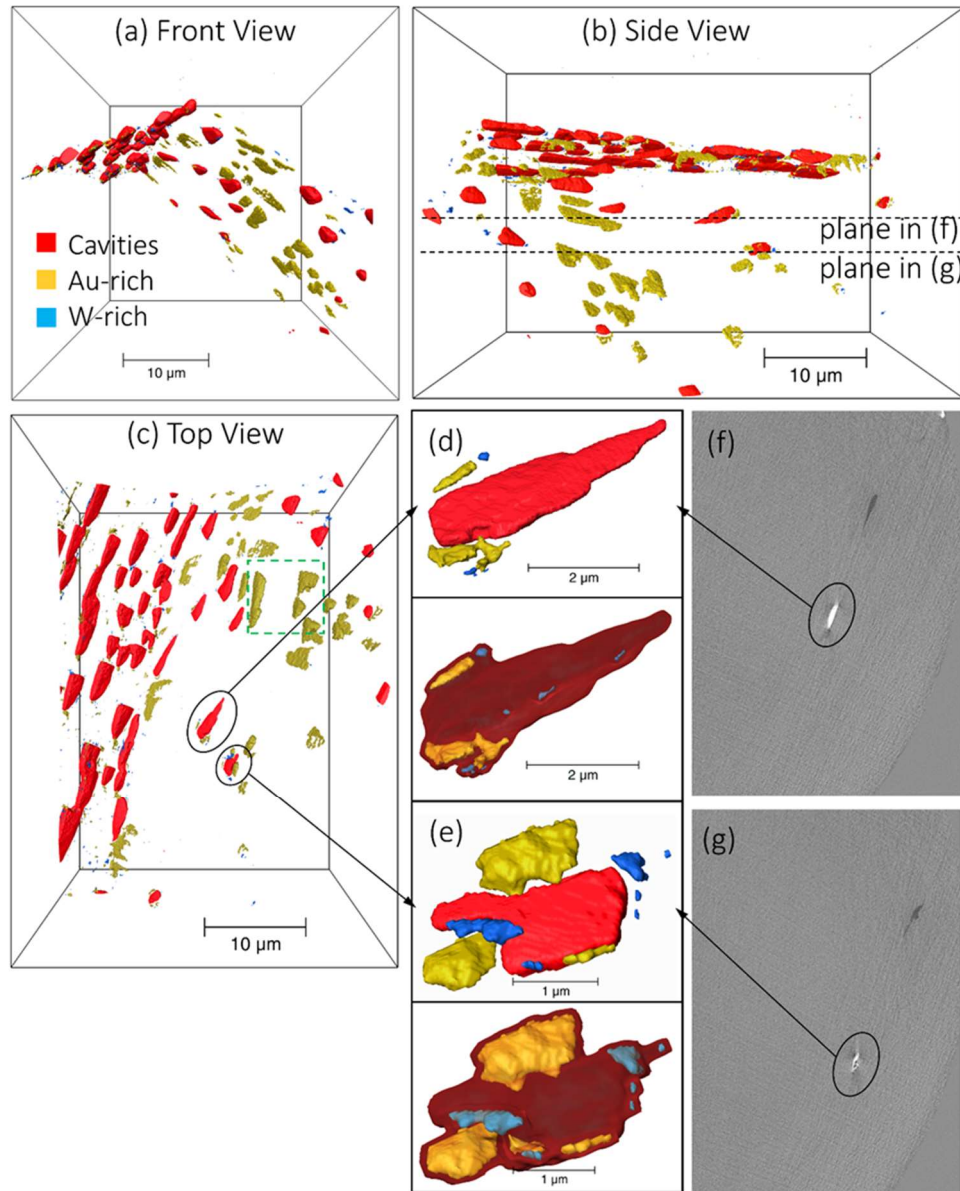 (a) Front View
Cavities
Au-rich
W-rich
10 µm
(b) Side View
plane in (f)
plane in (g)
10 µm
(c) Top View
10 µm
(d)
2 µm
2 µm
(e)
1 µm
1 µm
(f)
(g)